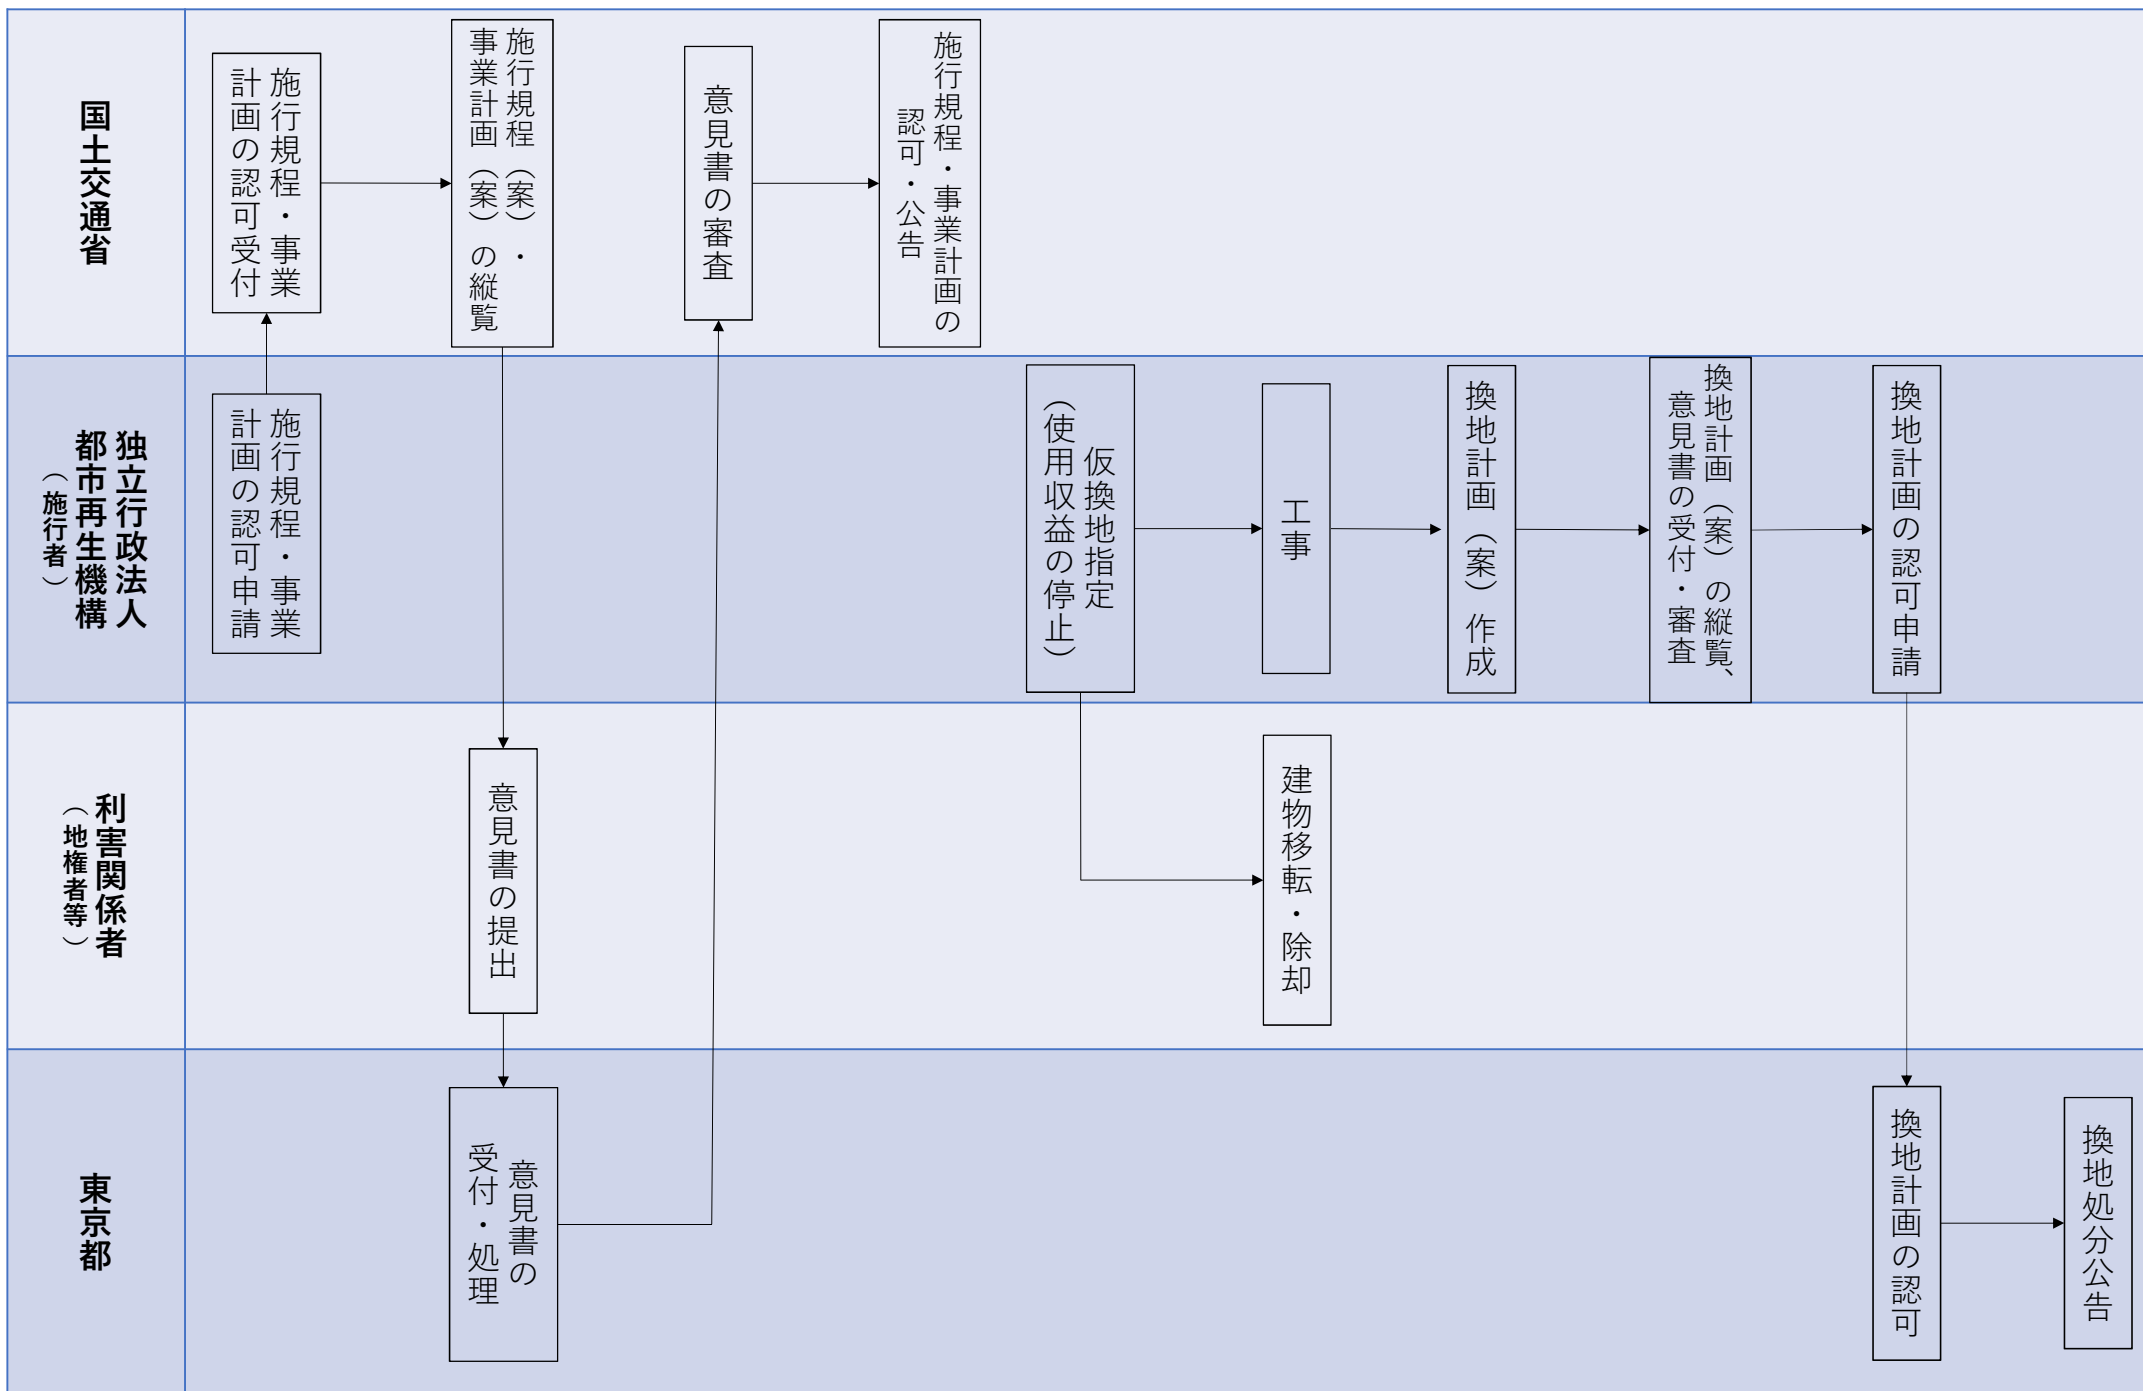 国土交通省
施行規程・事業
計画の認可受付
施行規程（案）・
事業計画（案）の縦覧
意見書の審査
施行規程・事業計画の
認可・公告
独立行政法人
都市再生機構
（施行者）
施行規程・事業
計画の認可申請
仮換地指定
（使用収益の停止）
工事
換地計画（案）作成
換地計画（案）の縦覧、
意見書の受付・審査
換地計画の認可申請
利害関係者
（地権者等）
意見書の提出
建物移転・除却
東京都
意見書の
受付・処理
換地計画の認可
換地処分公告